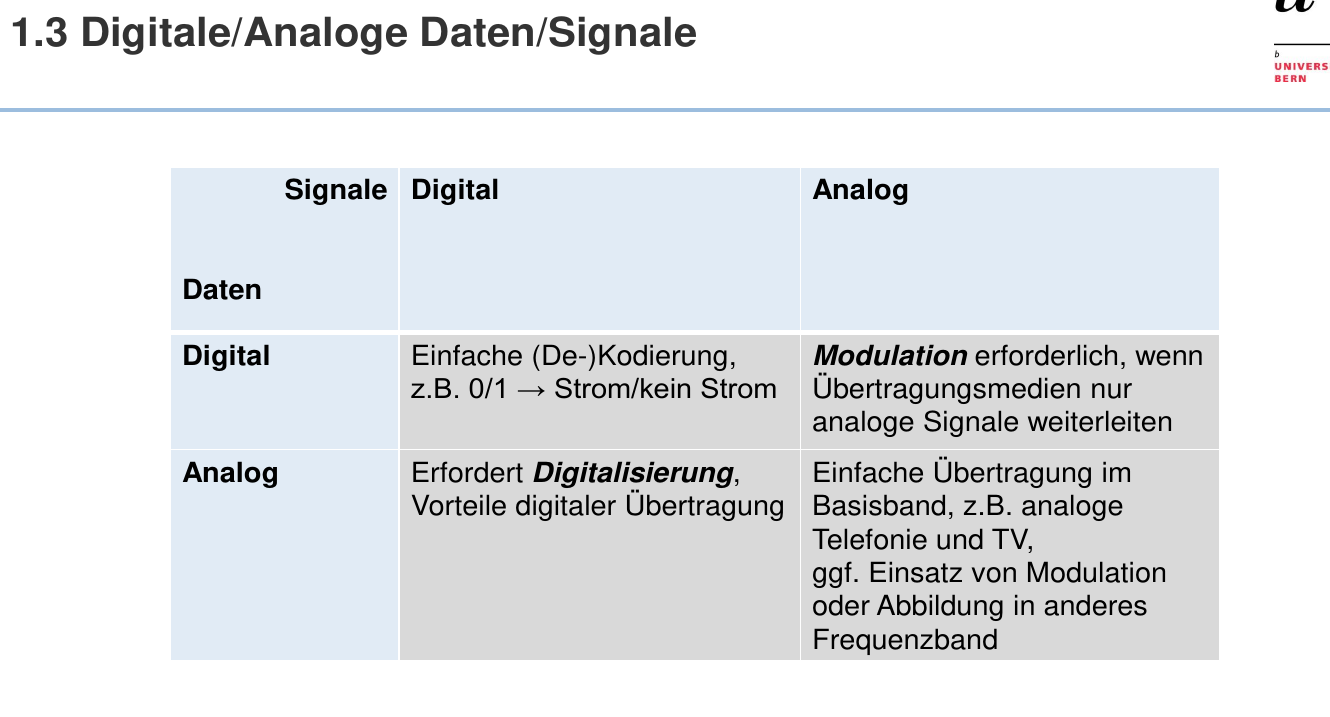 1.3 Digitale/Analoge Daten/Signale
b
UNIVERS
BERN
Signale
Digital
Analog
Daten
Digital
Einfache (De-)Kodierung,
z.B. 0/1 → Strom/kein Strom
Modulation erforderlich, wenn
Übertragungsmedien nur
analoge Signale weiterleiten
Analog
Erfordert Digitalisierung,
Vorteile digitaler Übertragung
Einfache Übertragung im
Basisband, z.B. analoge
Telefonie und TV,
ggf. Einsatz von Modulation
oder Abbildung in anderes
Frequenzband